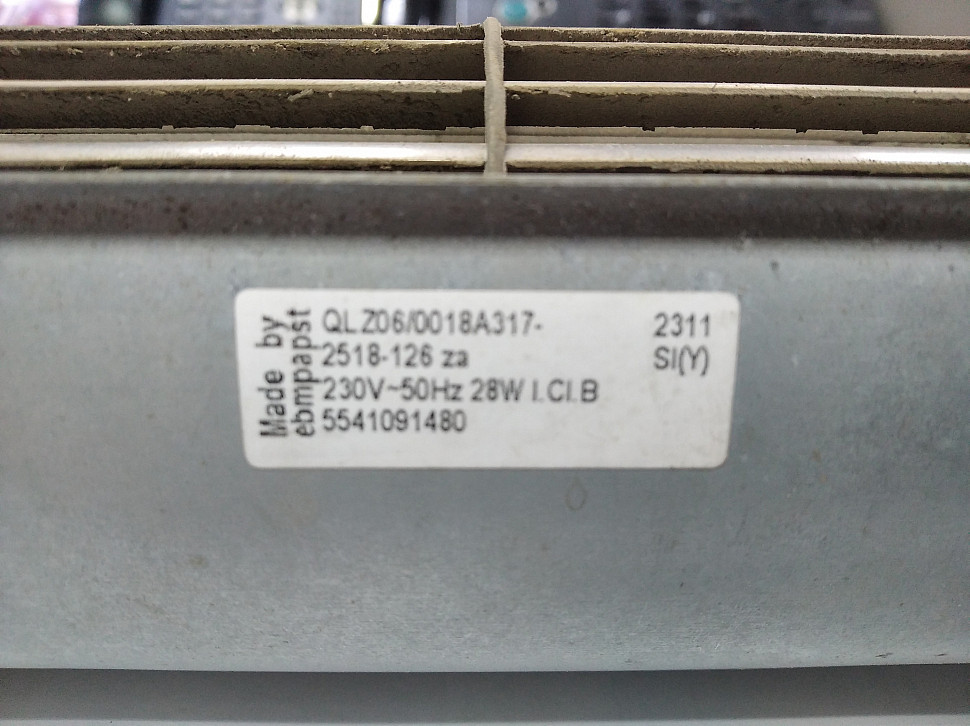 Made by
ebmpapst
QLZ06/0018A317-
2518-126 za
230V~50Hz 28W I.Cl.B
5541091480
2311
SI(Y)